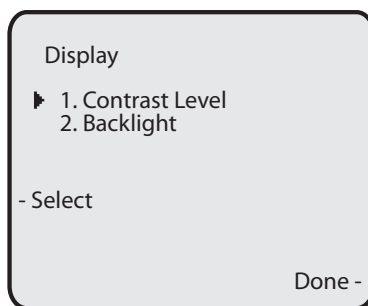 Display
1. Contrast Level
2. Backlight
- Select
Done -